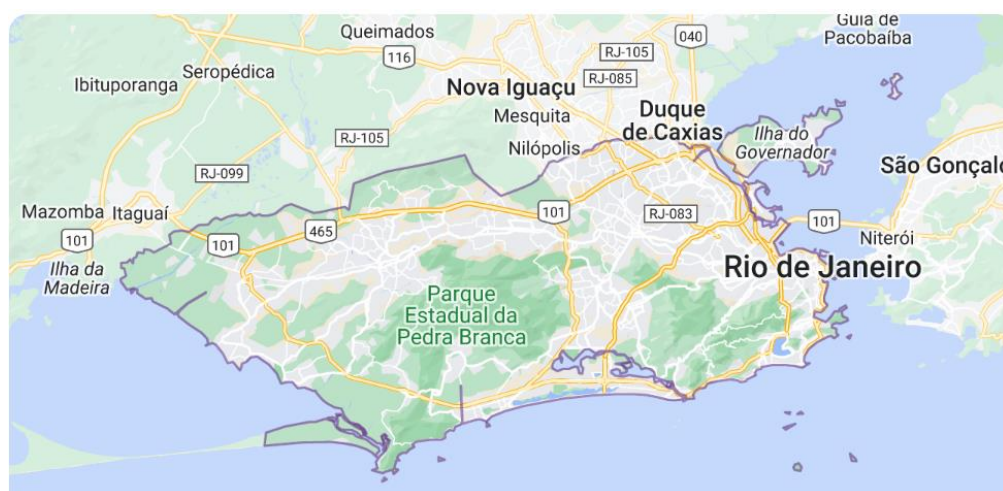 Guia de
Pacobaíba
Queimados
040
116
RJ-105
Seropédica
Ibituporanga
RJ-085
Nova Iguaçu
Mesquita
Duque
de Caxias
Ilha do
Governador
RJ-105
Nilópolis
São Gonçalo
RJ-099
Mazomba
Itaguaí
101
RJ-083
101
465
101
101
Niterói
Ilha da
Madeira
Rio de Janeiro
Parque
Estadual da
Pedra Branca